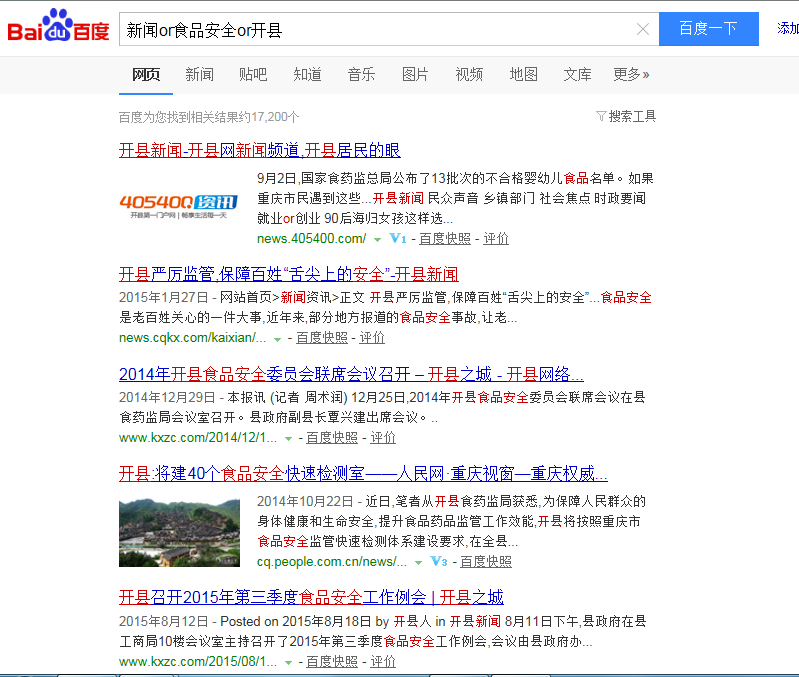 Bai du 百度
新闻or食品安全or开县
百度一下
添加
网页 新闻 贴吧 知道 音乐 图片 视频 地图 文库 更多»
百度为您找到相关结果约17,200个
搜索工具
开县新闻-开县网新闻频道,开县居民的眼
405400资讯
开县第一门户网 | 畅享生活每一天
9月2日,国家食药监总局公布了13批次的不合格婴幼儿食品名单。如果
重庆市民遇到这些...开县新闻 民众声音 乡镇部门 社会焦点 时政要闻
就业or创业 90后海归女孩这样选...
news.405400.com/ V1 - 百度快照 - 评价
开县严厉监管,保障百姓“舌尖上的安全”-开县新闻
2015年1月27日 - 网站首页>新闻资讯>正文 开县严厉监管,保障百姓“舌尖上的安全”...食品安全
是老百姓关心的一件大事,近年来,部分地方报道的食品安全事故,让老...
news.cqkx.com/kaixian/... - 百度快照 - 评价
2014年开县食品安全委员会联席会议召开 – 开县之城 - 开县网络...
2014年12月29日 - 本报讯 (记者 周术润) 12月25日,2014年开县食品安全委员会联席会议在县
食药监局会议室召开。县政府副县长覃兴建出席会议。..
www.kxzc.com/2014/12/1... - 百度快照 - 评价
开县:将建40个食品安全快速检测室——人民网·重庆视窗—重庆权威...
2014年10月22日 - 近日,笔者从开县食药监局获悉,为保障人民群众的
身体健康和生命安全,提升食品药品监管工作效能,开县将按照重庆市
食品安全监管快速检测体系建设要求,在全县...
cq.people.com.cn/news/... V3 - 百度快照
开县召开2015年第三季度食品安全工作例会 | 开县之城
2015年8月12日 - Posted on 2015年8月18日 by 开县人 in 开县新闻 8月11日下午,县政府在县
工商局10楼会议室主持召开了2015年第三季度食品安全工作例会,会议由县政府办...
www.kxzc.com/2015/08/1... - 百度快照 - 评价